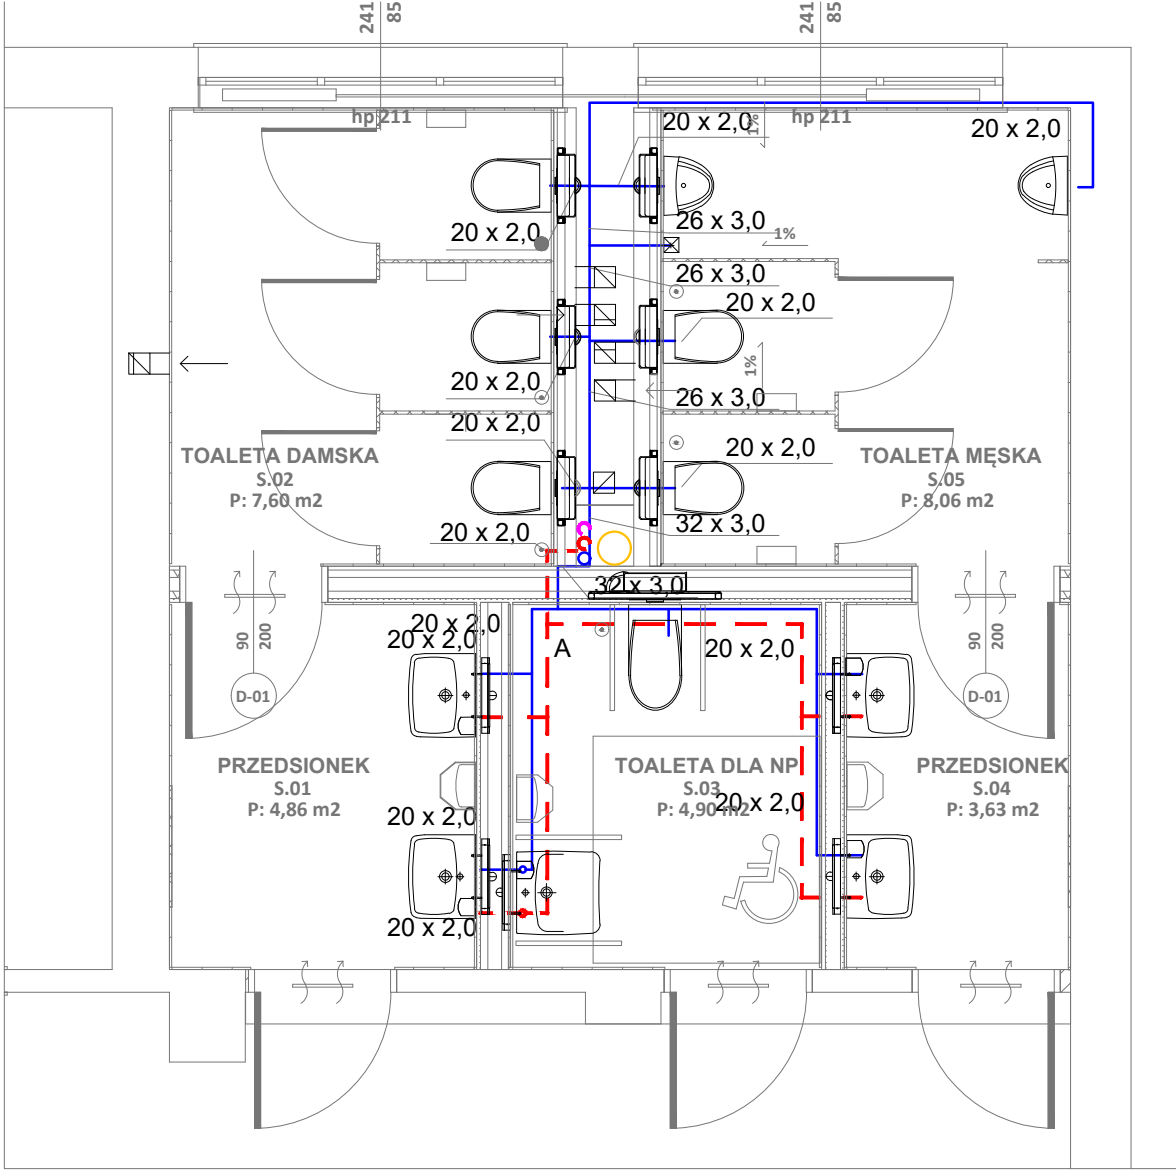 241
85
241
85
hp 211
hp 211
20 x 2,0
1%
20 x 2,0
20 x 2,0
26 x 3,0
1%
26 x 3,0
20 x 2,0
20 x 2,0
1%
26 x 3,0
20 x 2,0
20 x 2,0
TOALETA DAMSKA
S.02
P: 7,60 m2
TOALETA MĘSKA
S.05
P: 8,06 m2
20 x 2,0
32 x 3,0
32 x 3,0
90
200
90
200
20 x 2,0
20 x 2,0
A
20 x 2,0
D-01
D-01
PRZEDSIONEK
S.01
P: 4,86 m2
TOALETA DLA NP
S.03
P: 4,90 m2
20 x 2,0
PRZEDSIONEK
S.04
P: 3,63 m2
20 x 2,0
20 x 2,0